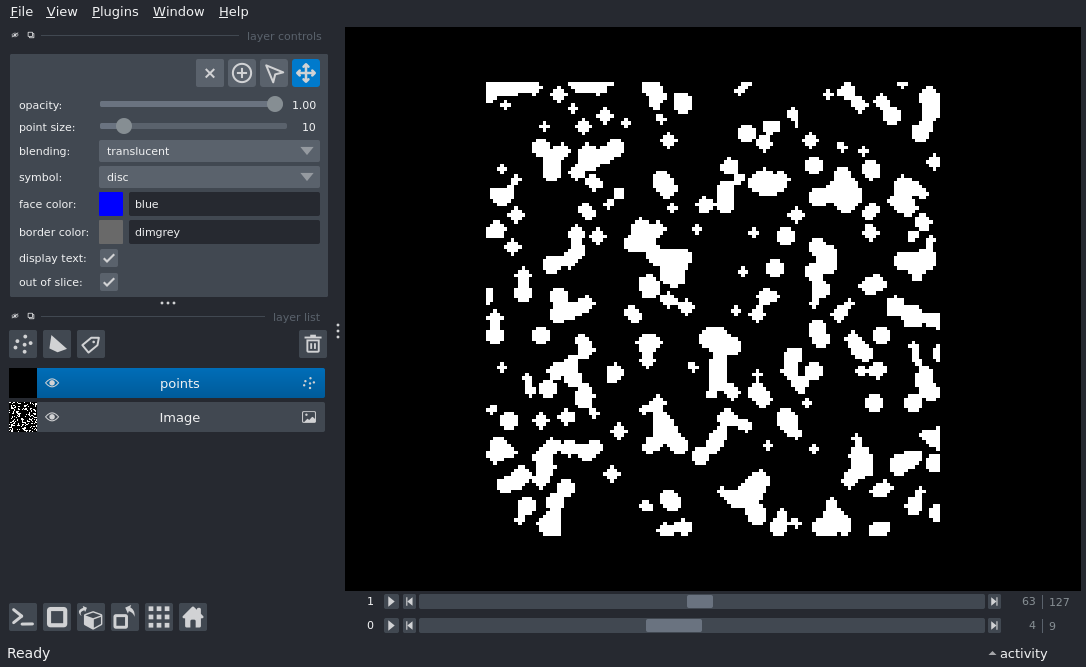 File View Plugins Window Help
layer controls
opacity: 1.00
point size: 10
blending: translucent
symbol: disc
face color: blue
border color: dimgrey
display text:
out of slice:
layer list
points
Image
1 63 127
0 4 9
Ready activity